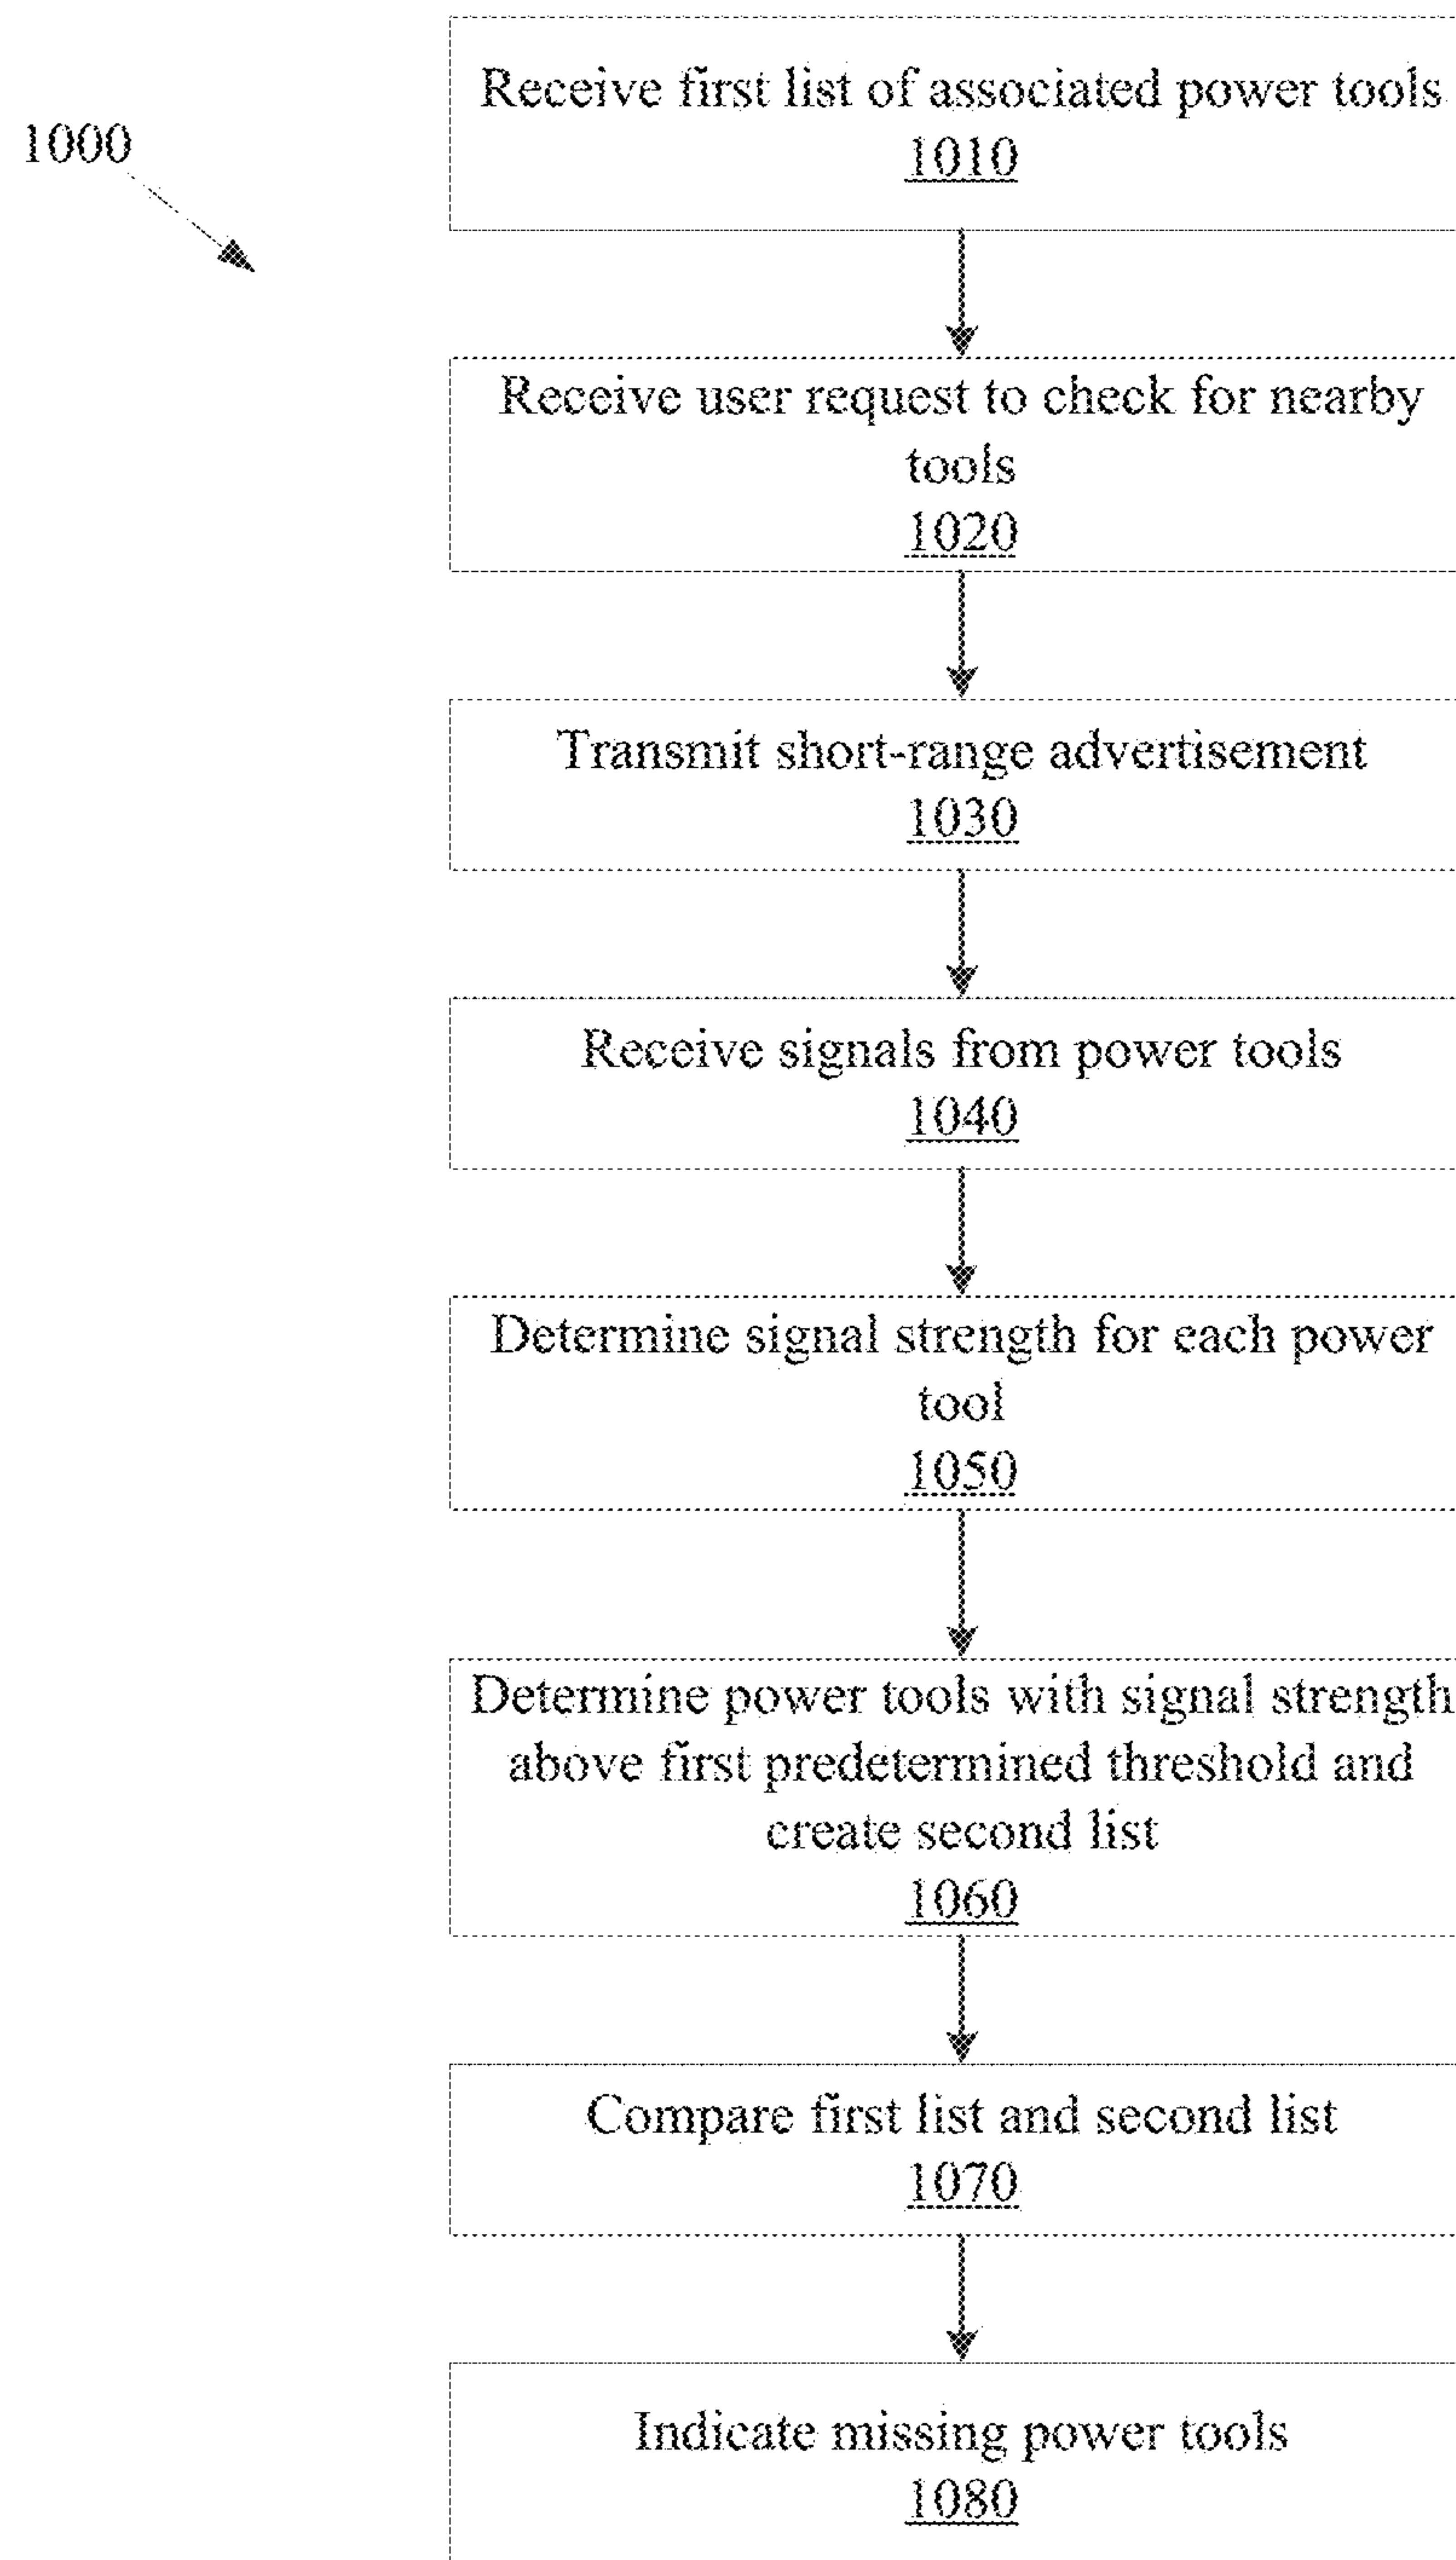 1000
Receive first list of associated power tools
1010
Receive user request to check for nearby
tools
1020
Transmit short-range advertisement
1030
Receive signals from power tools
1040
Determine signal strength for each power
tool
1050
Determine power tools with signal strength
above first predetermined threshold and
create second list
1060
Compare first list and second list
1070
Indicate missing power tools
1080